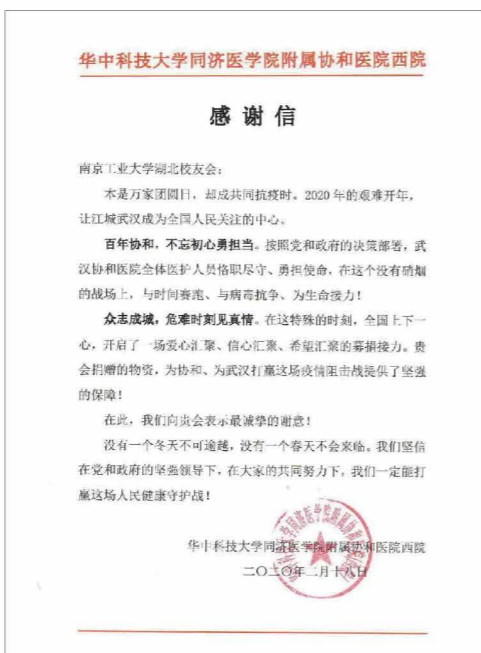 华中科技大学同济医学院附属协和医院西院
感谢信
南京工业大学湖北校友会：
本是万家团圆日，却成共同抗疫时。2020年的艰难开年，
让江城武汉成为全国人民关注的中心。
百年协和，不忘初心勇担当。按照党和政府的决策部署，武
汉协和医院全体医护人员恪职尽守、勇担使命，在这个没有硝烟
的战场上，与时间赛跑、与病毒抗争、为生命接力！
众志成城，危难时刻见真情。在这特殊的时刻，全国上下一
心，开启了一场爱心汇聚、信心汇聚、希望汇聚的募捐接力。贵
会捐赠的物资，为协和、为武汉打赢这场疫情阻击战提供了坚强
的保障！
在此，我们向贵会表示最诚挚的谢意！
没有一个冬天不可逾越，没有一个春天不会来临。我们坚信
在党和政府的坚强领导下，在大家的共同努力下，我们一定能打
赢这场人民健康守护战！
华中科技大学同济医学院附属协和医院西院
二〇二〇年二月十八日